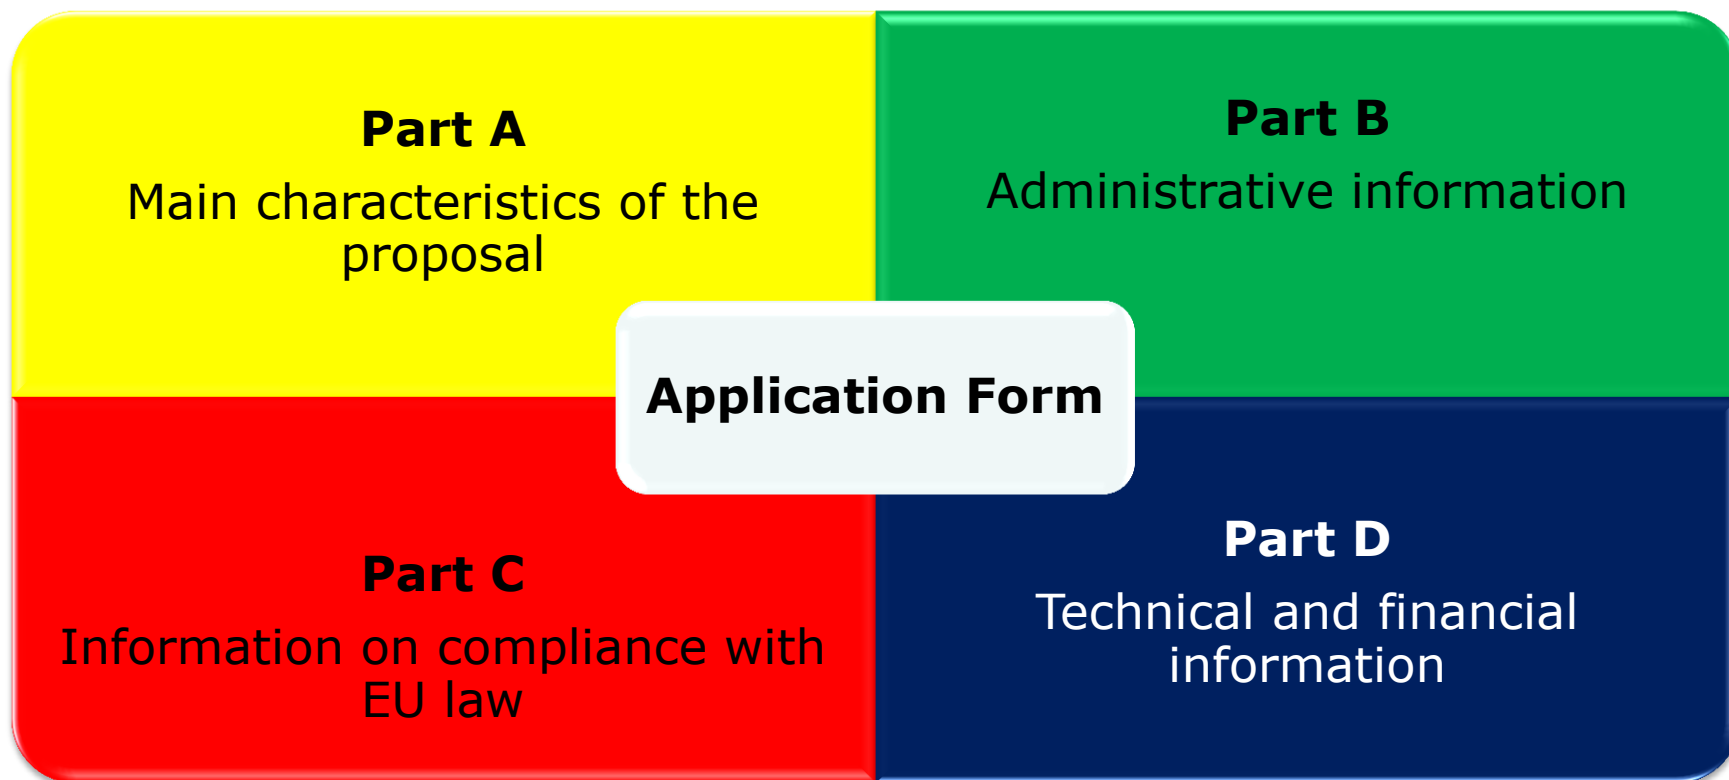 Part A
Main characteristics of the
proposal
Part B
Administrative information
Application Form
Part C
Information on compliance with
EU law
Part D
Technical and financial
information